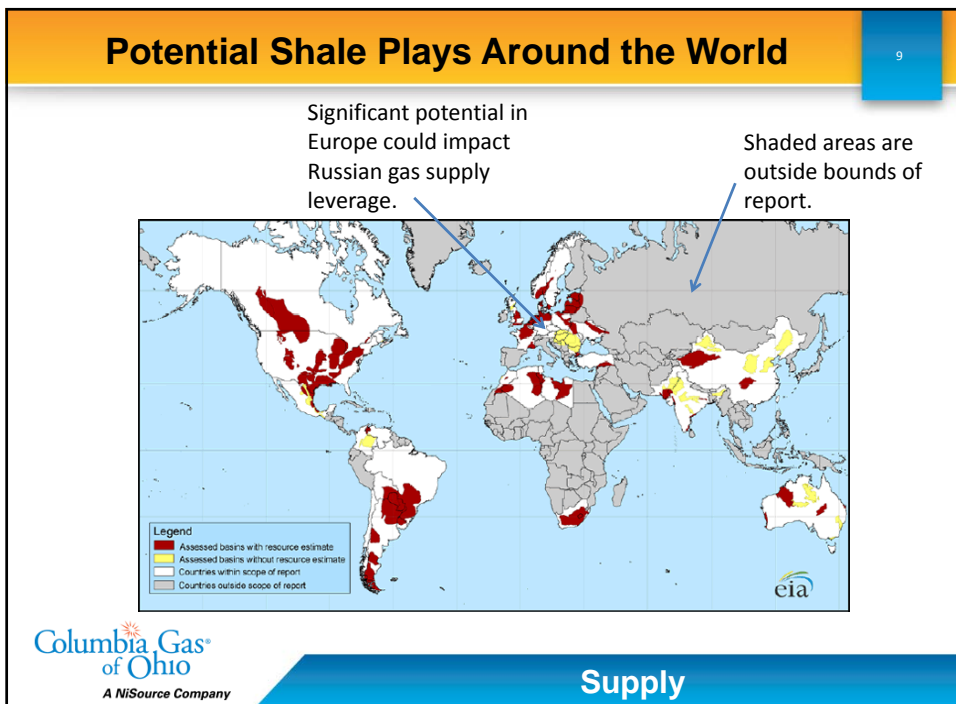 Potential Shale Plays Around the World
9
Significant potential in
Europe could impact
Russian gas supply
leverage.
Shaded areas are
outside bounds of
report.
Legend
Assessed basins with resource estimate
Assessed basins without resource estimate
Countries within scope of report
Countries outside scope of report
eia
Columbia Gas®
of Ohio
A NiSource Company
Supply